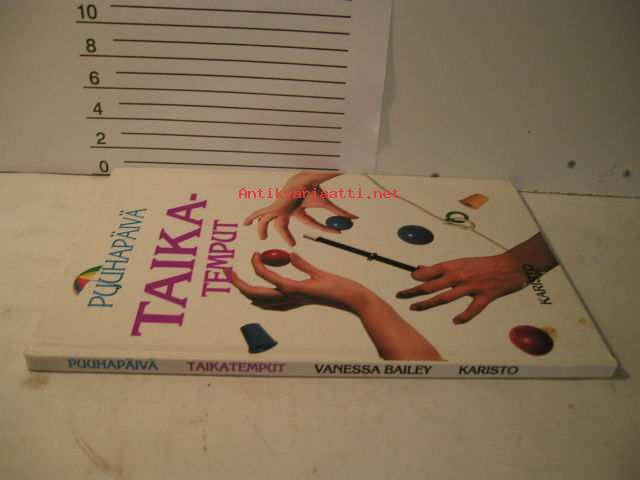 10
8
6
4
2
0
Antikvariaatti.net
PUUHAPÄIVÄ
TAIKA-
TEMPUT
KARISTO
PUUHAPÄIVÄ TAIKATEMPUT VANESSA BAILEY KARISTO